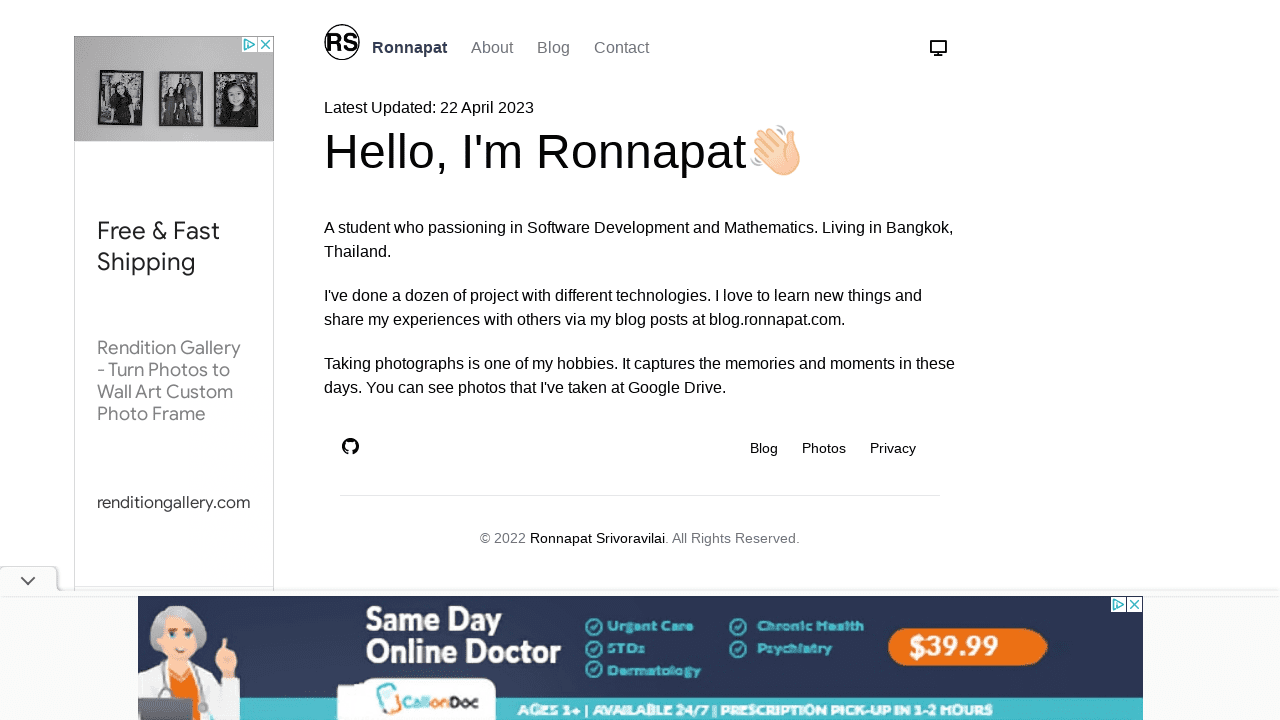 RS
Ronnapat
About
Blog
Contact
Latest Updated: 22 April 2023
Hello, I'm Ronnapat👋🏻
A student who passioning in Software Development and Mathematics. Living in Bangkok,
Thailand.
I've done a dozen of project with different technologies. I love to learn new things and
share my experiences with others via my blog posts at blog.ronnapat.com.
Taking photographs is one of my hobbies. It captures the memories and moments in these
days. You can see photos that I've taken at Google Drive.
Blog
Photos
Privacy
© 2022 Ronnapat Srivoravilai. All Rights Reserved.
Free & Fast
Shipping
Rendition Gallery
- Turn Photos to
Wall Art Custom
Photo Frame
renditiongallery.com
Same Day
Online Doctor
CallonDoc
Urgent Care
STDs
Dermatology
Chronic Health
Psychiatry
$39.99
AGES 1+ | AVAILABLE 24/7 || PRESCRIPTION PICK-UP IN 1-2 HOURS